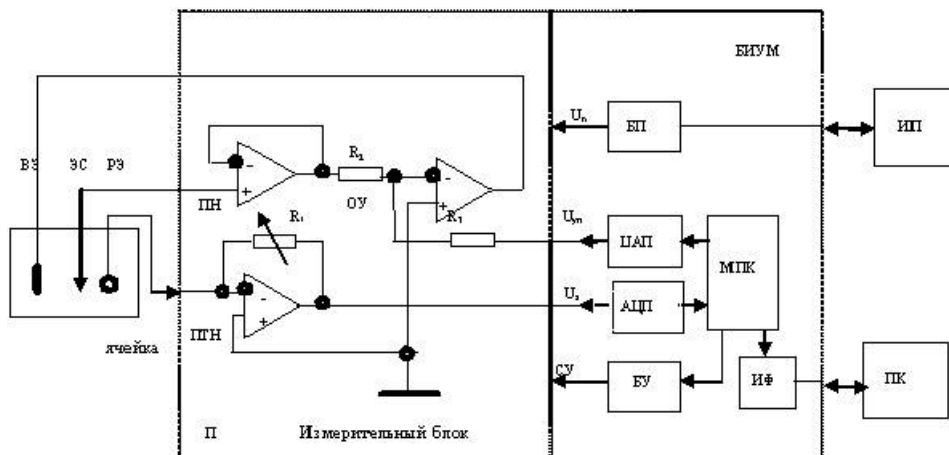 БИУМ
Uп
БП
ИП
ВЭ ЭС РЭ
R2
ПН
ОУ
R1
Rт
Uуп
ЦАП
МПК
АЦП
ПТН
ячейка
СУ
БУ
ИФ
ПК
П
Измерительный блок